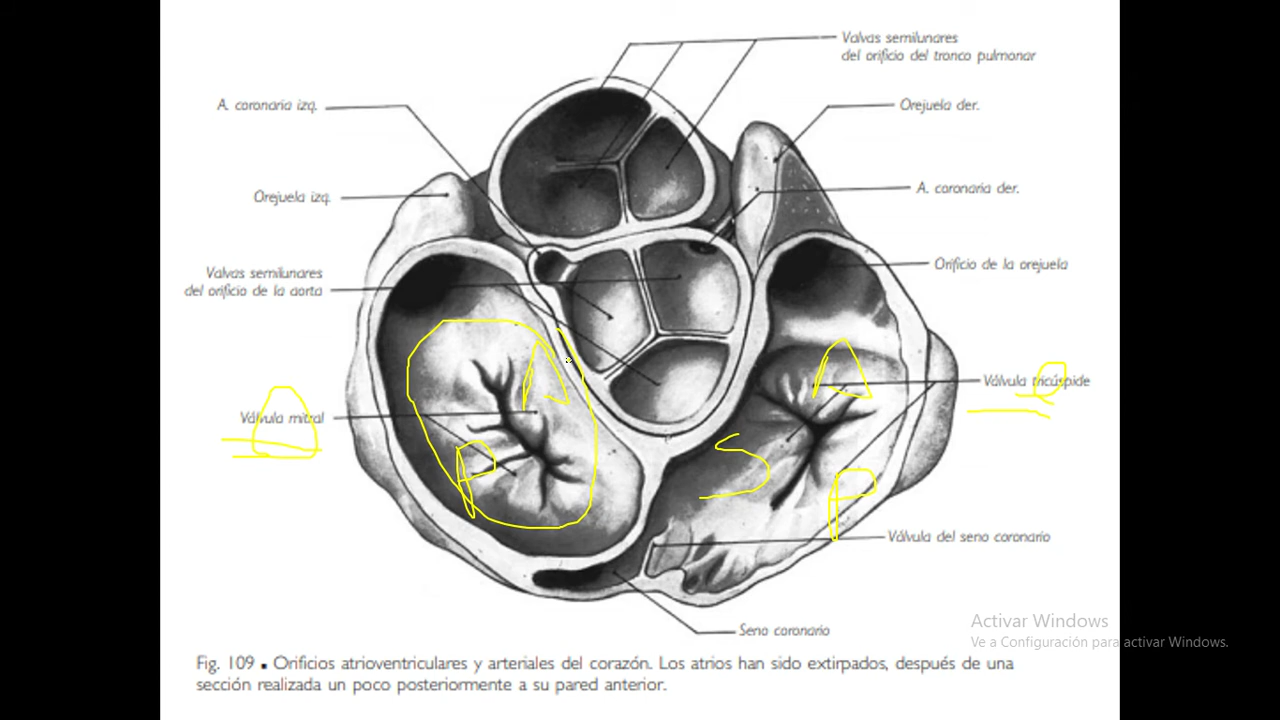 Valvas semilunares
del orificio del tronco pulmonar
A. coronaria izq.
Orejuela der.
Orejuela izq.
A. coronaria der.
Valvas semilunares
del orificio de la aorta
Orificio de la orejuela
A
A
Válvula tricúspide
Válvula mitral
P
S
P
Válvula del seno coronario
Seno coronario
Activar Windows
Ve a Configuración para activar Windows.
Fig. 109 ▪ Orificios atrioventriculares y arteriales del corazón. Los atrios han sido extirpados, después de una
sección realizada un poco posteriormente a su pared anterior.